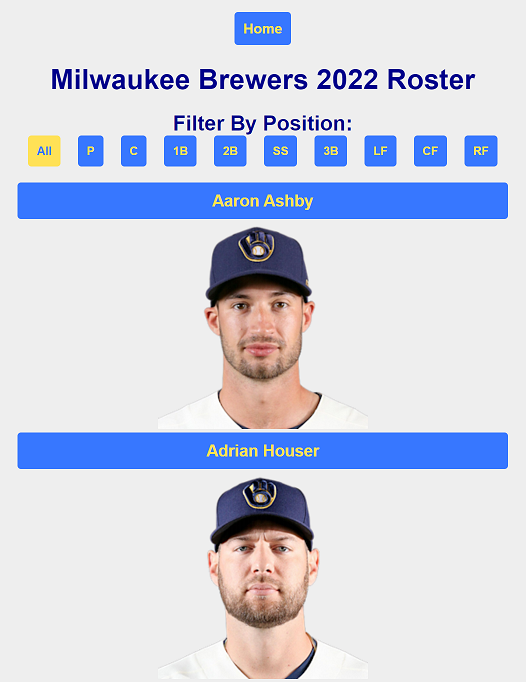 Home
Milwaukee Brewers 2022 Roster
Filter By Position:
All P C 1B 2B SS 3B LF CF RF
Aaron Ashby
Adrian Houser